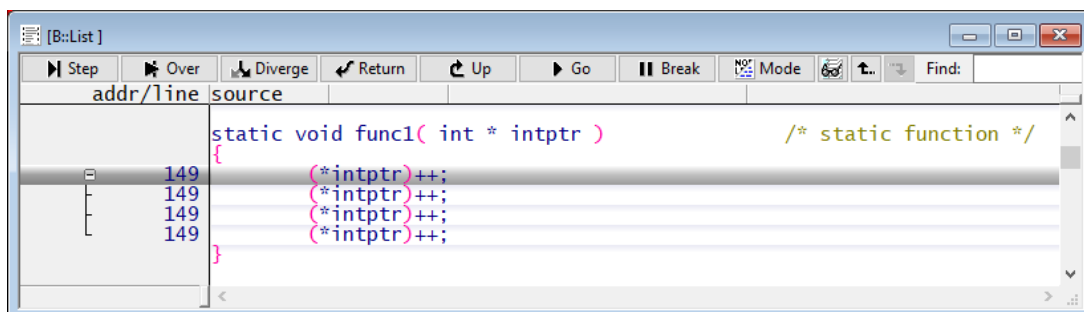 [B::List ]
Step Over Diverge Return Up Go Break Mode t.. Find:
addr/line source
static void func1( int * intptr ) /* static function */
{
149 (*intptr)++;
149 (*intptr)++;
149 (*intptr)++;
149 (*intptr)++;
}